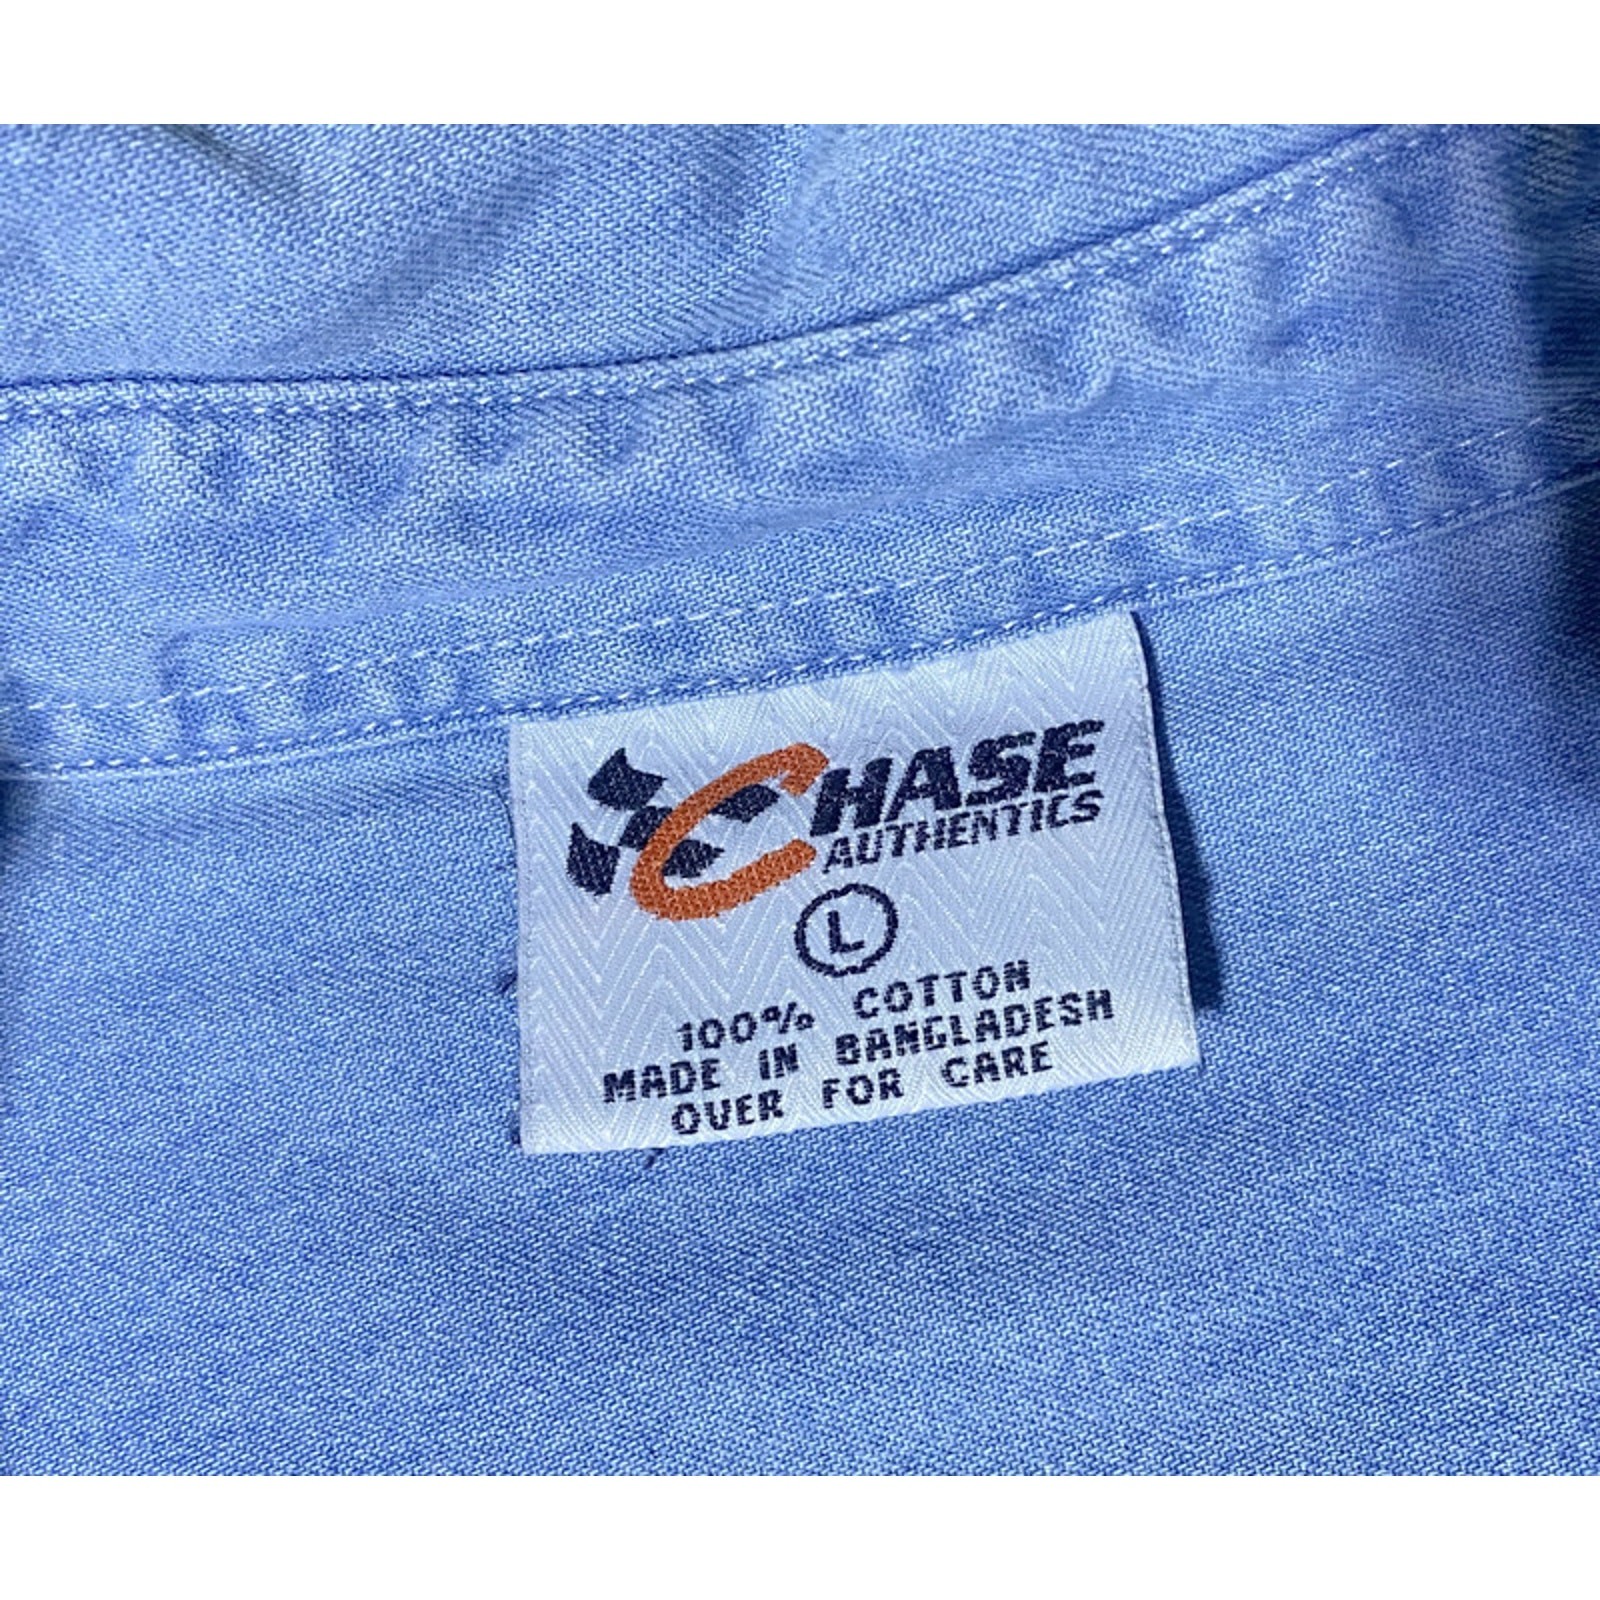 CHASE
AUTHENTICS
L
100% COTTON
MADE IN BANGLADESH
OVER FOR CARE